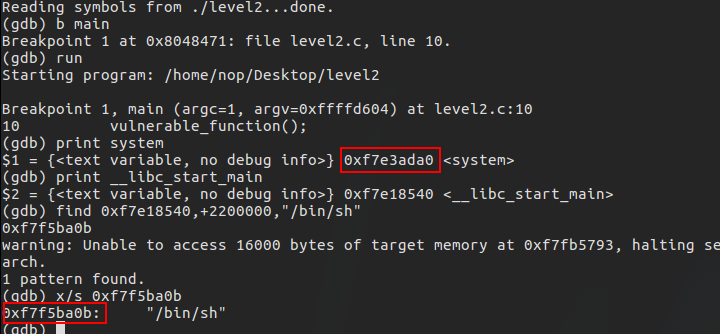 Reading symbols from ./level2...done.
(gdb) b main
Breakpoint 1 at 0x8048471: file level2.c, line 10.
(gdb) run
Starting program: /home/nop/Desktop/level2
Breakpoint 1, main (argc=1, argv=0xffffd604) at level2.c:10
10          vulnerable_function();
(gdb) print system
$1 = {<text variable, no debug info>} 0xf7e3ada0 <system>
(gdb) print __libc_start_main
$2 = {<text variable, no debug info>} 0xf7e18540 <__libc_start_main>
(gdb) find 0xf7e18540,+2200000,"/bin/sh"
0xf7f5ba0b
warning: Unable to access 16000 bytes of target memory at 0xf7fb5793, halting se
arch.
1 pattern found.
(gdb) x/s 0xf7f5ba0b
0xf7f5ba0b:     "/bin/sh"
(gdb)